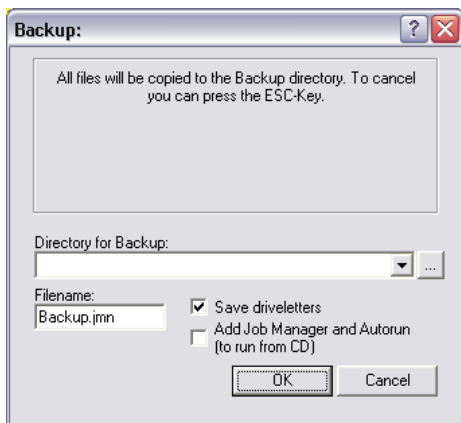 Backup:
All files will be copied to the Backup directory. To cancel
you can press the ESC-Key.
Directory for Backup:
...
Filename:
Backup.jmn
Save driveletters
Add Job Manager and Autorun
(to run from CD)
OK
Cancel